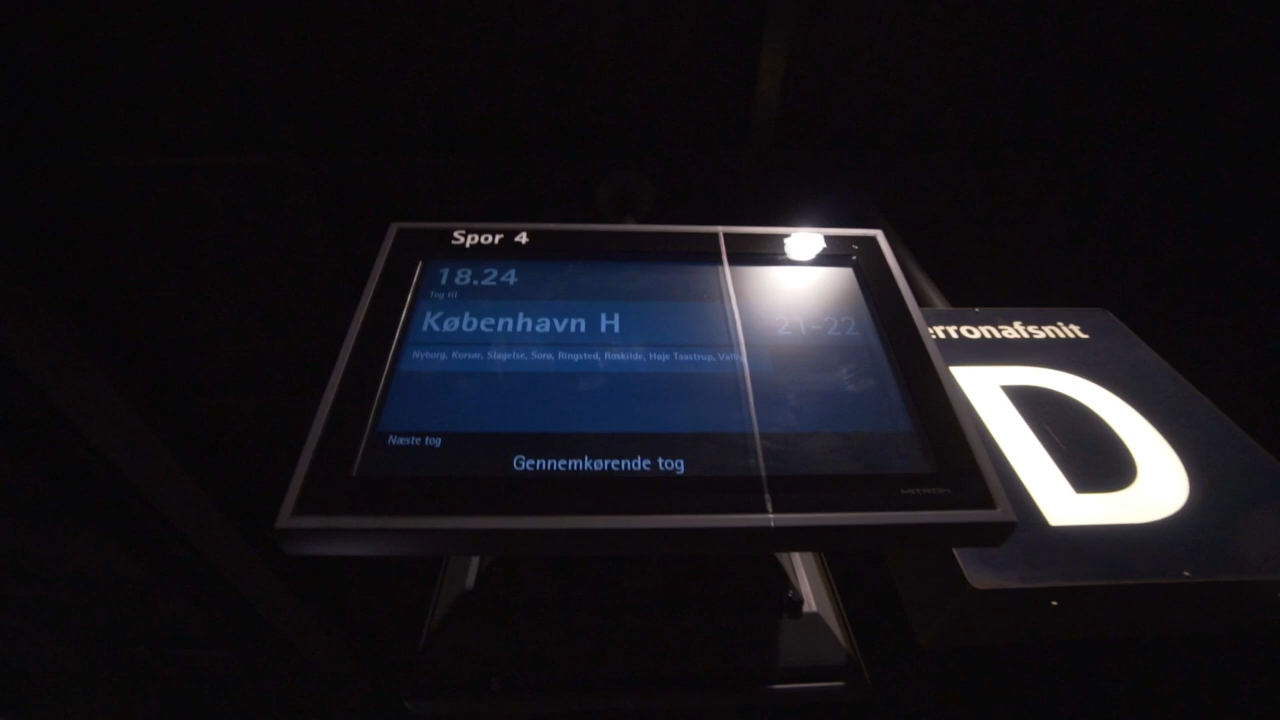 Spor 4
18.24
Tog til
København H
21-22
Nyborg, Korsør, Slagelse, Sorø, Ringsted, Roskilde, Høje Taastrup, Valby
Næste tog
Gennemkørende tog
MITRON
erronafsnit
D